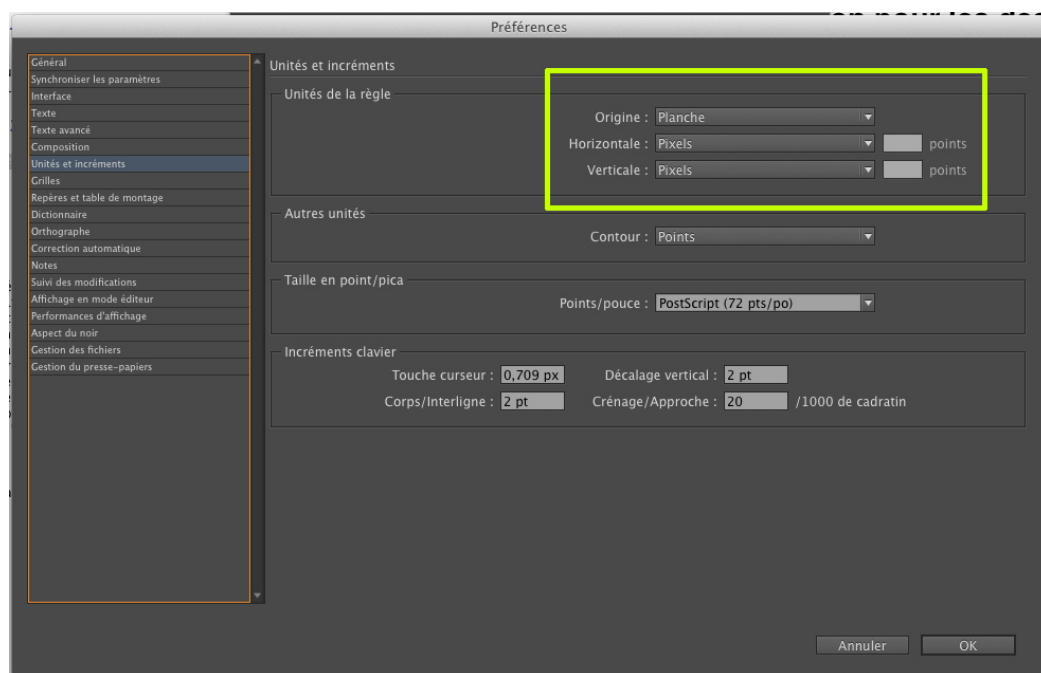 Préférences
Général
Synchroniser les paramètres
Interface
Texte
Texte avancé
Composition
Unités et incréments
Grilles
Repères et table de montage
Dictionnaire
Orthographe
Correction automatique
Notes
Suivi des modifications
Affichage en mode éditeur
Performances d'affichage
Aspect du noir
Gestion des fichiers
Gestion du presse-papiers
Unités et incréments
Unités de la règle
Origine : Planche
Horizontale : Pixels points
Verticale : Pixels points
Autres unités
Contour : Points
Taille en point/pica
Points/pouce : PostScript (72 pts/po)
Incréments clavier
Touche curseur : 0,709 px Décalage vertical : 2 pt
Corps/Interligne : 2 pt Crénage/Approche : 20 /1000 de cadratin
Annuler OK